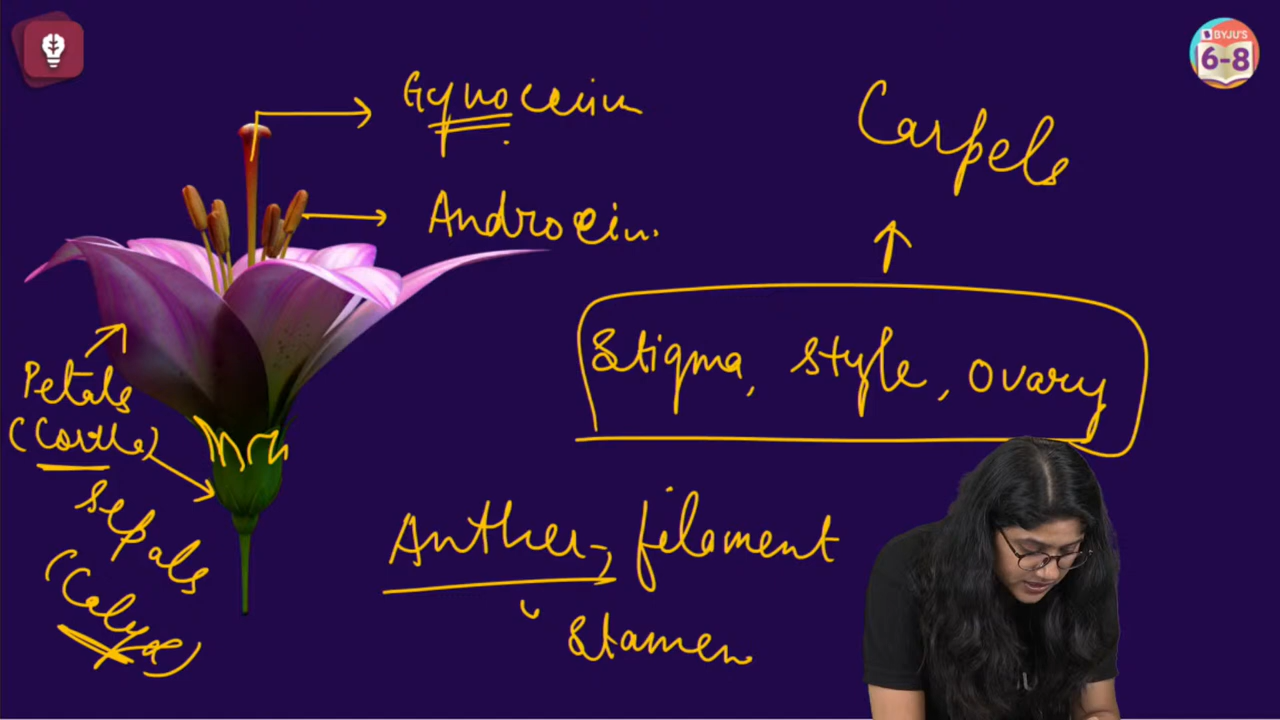 BYJU'S
6-8
Gynoceium
Carpels
Androecium.
Stigma, style, ovary
Petals
(Corolla)
Sepals
(Calyx)
Anther, filament
Stamen